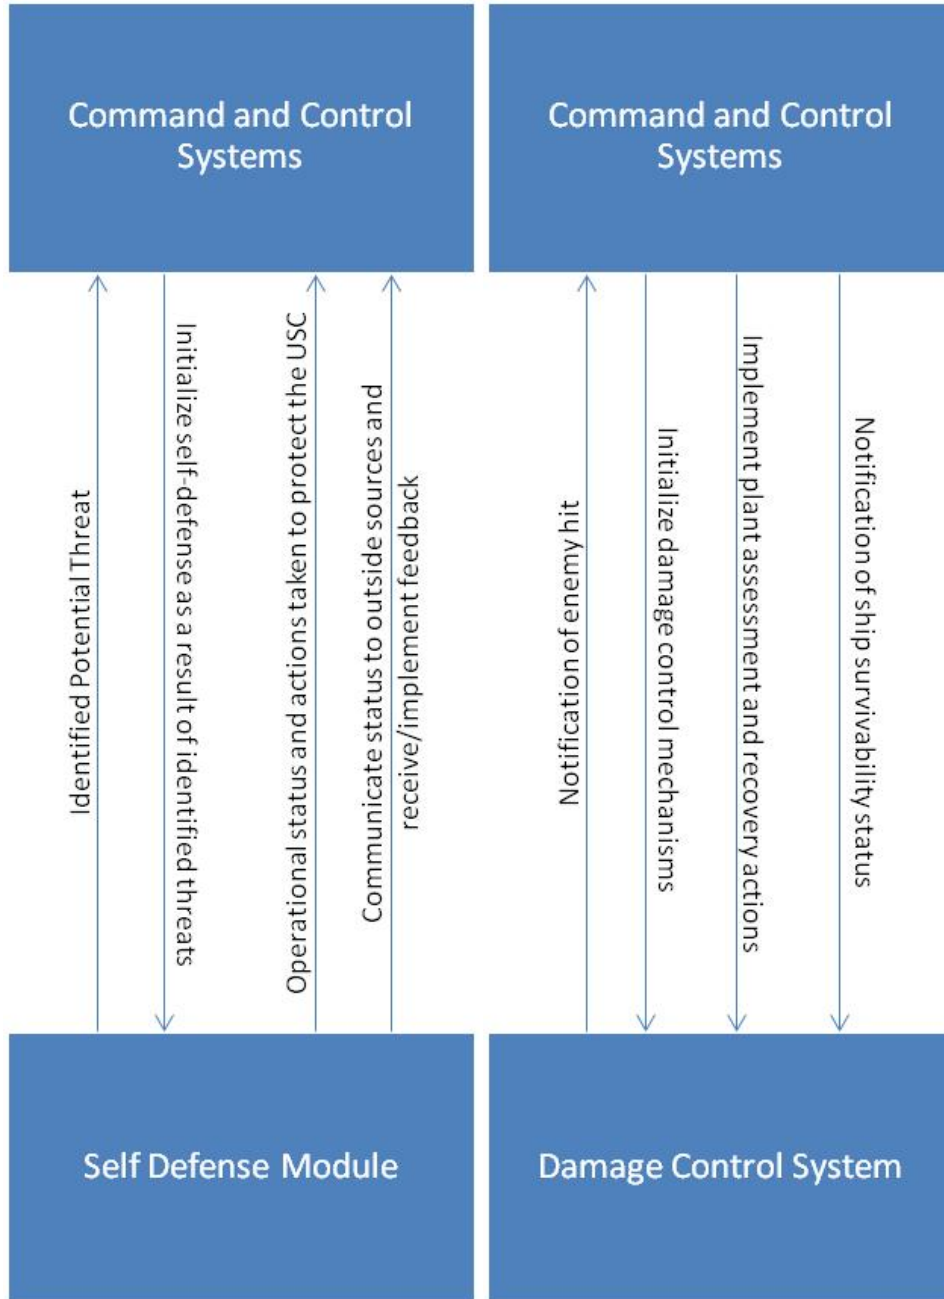 Command and Control
Systems
Command and Control
Systems
Identified Potential Threat
Initialize self-defense as a result of identified threats
Operational status and actions taken to protect the USC
Communicate status to outside sources and
receive/implement feedback
Notification of enemy hit
Initialize damage control mechanisms
Implement plant assessment and recovery actions
Notification of ship survivability status
Self Defense Module
Damage Control System